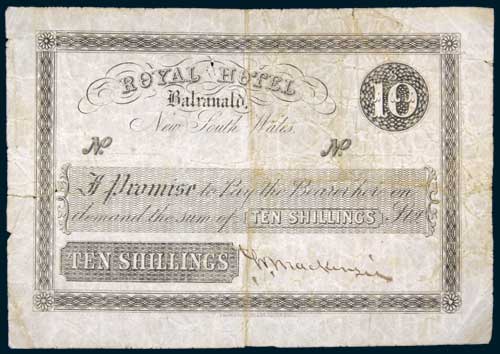 ROYAL HOTEL
10
Balranald,
New South Wales.
No. No.
I Promise to Pay the Bearer here on
demand the sum of TEN SHILLINGS. Stg
TEN SHILLINGS
Mackenzie